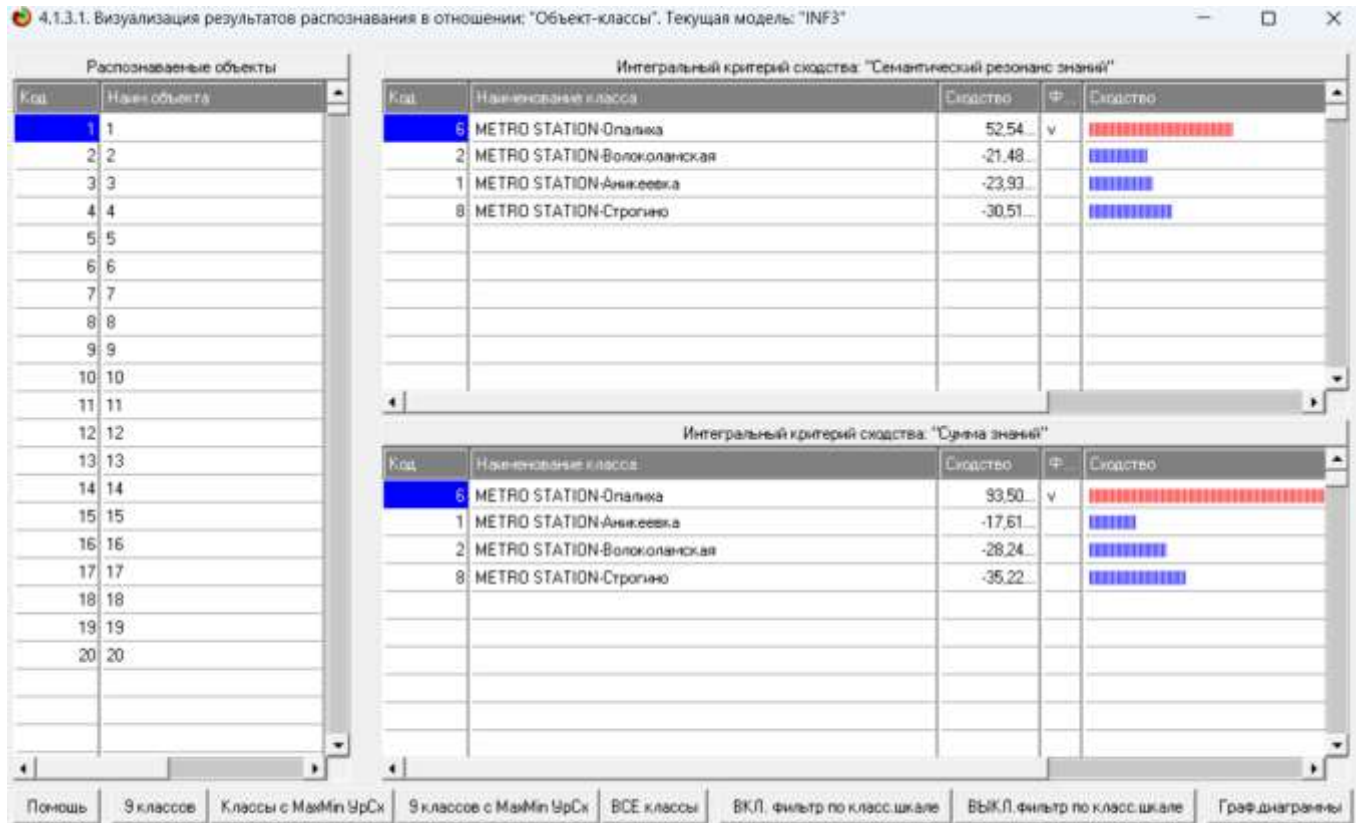 4.1.3.1. Визуализация результатов распознавания в отношении: "Объект-классы". Текущая модель: "INF3"
Распознаваемые объекты
Код Наим.объекта
1 1
2 2
3 3
4 4
5 5
6 6
7 7
8 8
9 9
10 10
11 11
12 12
13 13
14 14
15 15
16 16
17 17
18 18
19 19
20 20
Интегральный критерий сходства: "Семантический резонанс знаний"
Код Наименование класса Сходство Ф... Сходство
6 METRO STATION-Опалиха 52,54... v
2 METRO STATION-Волоколамская -21,48...
1 METRO STATION-Аникеевка -23,93...
8 METRO STATION-Строгино -30,51...
Интегральный критерий сходства: "Сумма знаний"
Код Наименование класса Сходство Ф... Сходство
6 METRO STATION-Опалиха 93,50... v
1 METRO STATION-Аникеевка -17,61...
2 METRO STATION-Волоколамская -28,24...
8 METRO STATION-Строгино -35,22...
Помощь 9 классов Классы с MaxMin УрСх 9 классов с MaxMin УрСх ВСЕ классы ВКЛ. фильтр по класс.шкале ВЫКЛ.фильтр по класс.шкале Граф.диаграммы